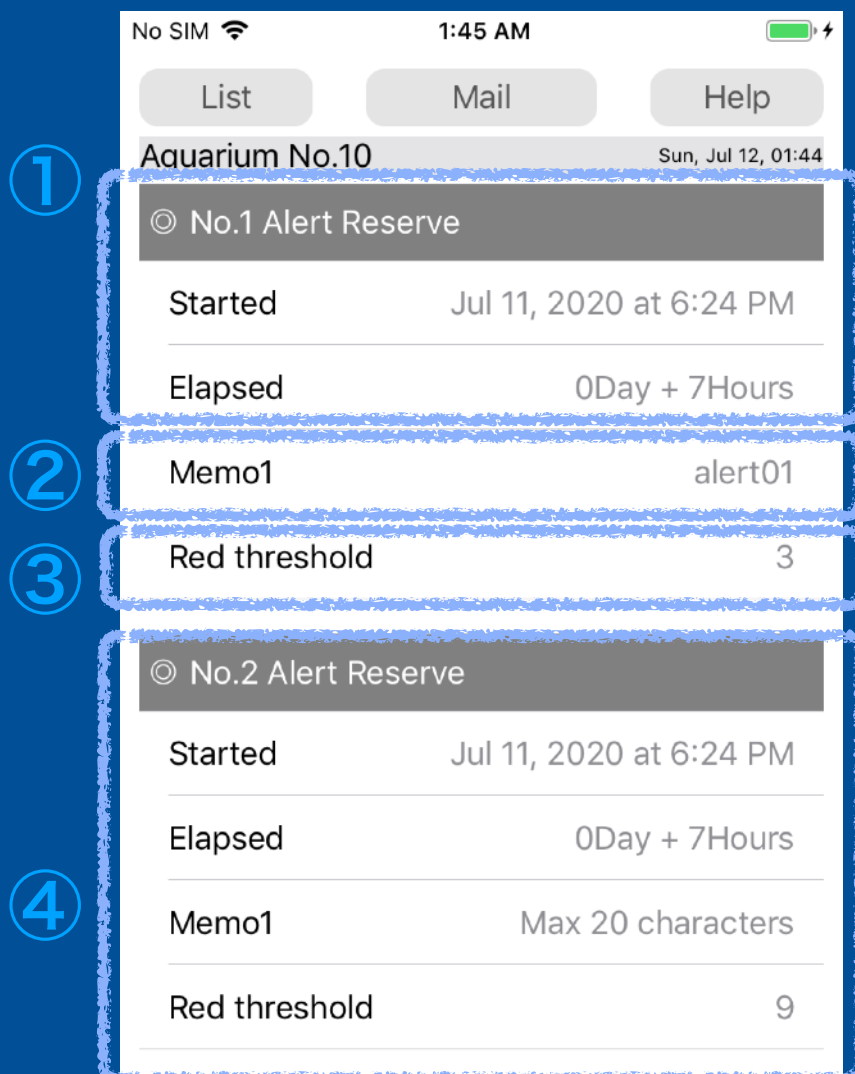 No SIM 1:45 AM
List Mail Help
Aquarium No.10 Sun, Jul 12, 01:44
①
◎ No.1 Alert Reserve
Started Jul 11, 2020 at 6:24 PM
Elapsed 0Day + 7Hours
②
Memo1 alert01
③
Red threshold 3
◎ No.2 Alert Reserve
Started Jul 11, 2020 at 6:24 PM
Elapsed 0Day + 7Hours
④
Memo1 Max 20 characters
Red threshold 9